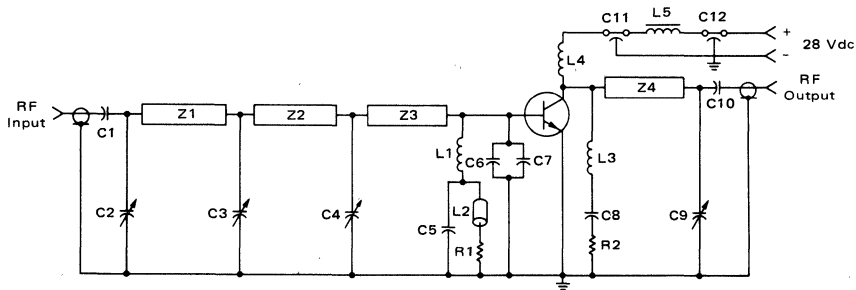 C11 L5 C12
+
28 Vdc
-
L4
RF
Input
C1
Z1
Z2
Z3
Z4
C10
RF
Output
L1
C6
C7
L3
C2
C3
C4
C5
L2
R1
C8
R2
C9